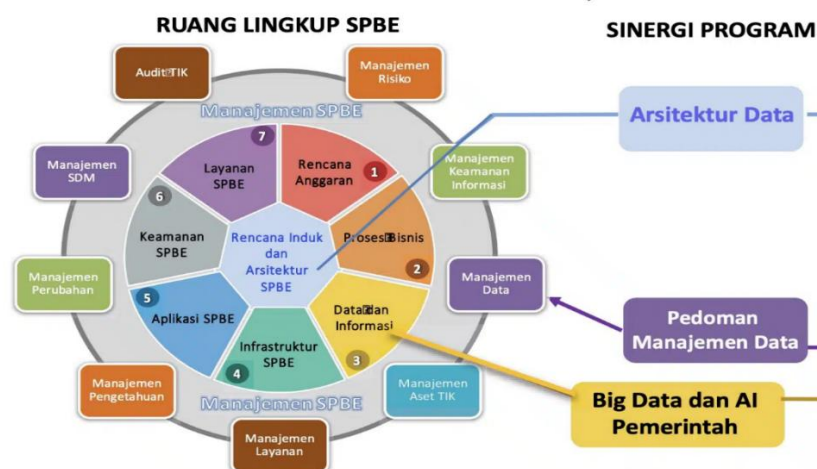 RUANG LINGKUP SPBE
SINERGI PROGRAM
Audit TIK
Manajemen
Risiko
Manajemen SPBE
Manajemen
SDM
Manajemen
Keamanan
Informasi
7
Layanan
SPBE
Rencana
Anggaran
1
6
Keamanan
SPBE
Rencana Induk
dan
Arsitektur
SPBE
Proses Bisnis
2
Manajemen
Perubahan
Manajemen
Data
5
Aplikasi SPBE
Data dan
Informasi
3
Infrastruktur
SPBE
4
Manajemen
Pengetahuan
Manajemen SPBE
Manajemen
Aset TIK
Manajemen
Layanan
Arsitektur Data
Pedoman
Manajemen Data
Big Data dan AI
Pemerintah